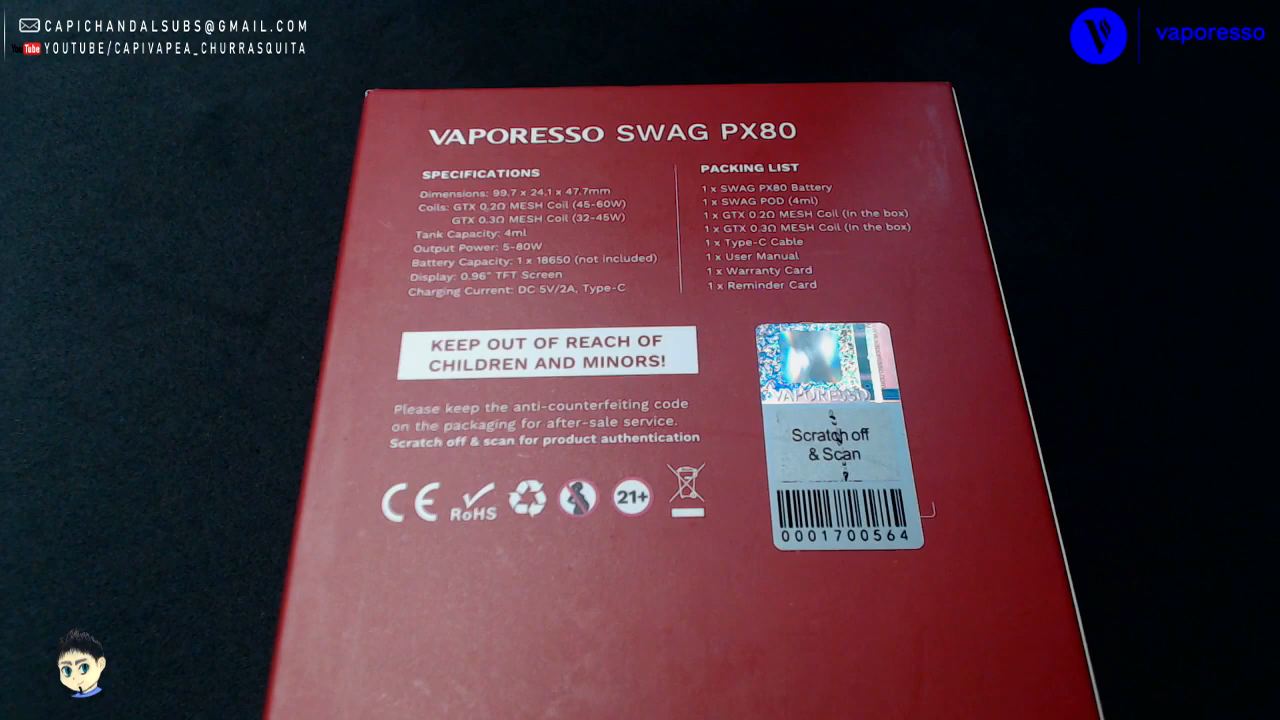 CAPICHANDALSUBS@GMAIL.COM
YOUTUBE/CAPIVAPEA_CHURRASQUITA
vaporesso
VAPORESSO SWAG PX80
SPECIFICATIONS
Dimensions: 99.7 x 24.1 x 47.7mm
Coils: GTX 0.2Ω MESH Coil (45-60W)
GTX 0.3Ω MESH Coil (32-45W)
Tank Capacity: 4ml
Output Power: 5-80W
Battery Capacity: 1 x 18650 (not included)
Display: 0.96" TFT Screen
Charging Current: DC 5V/2A, Type-C
PACKING LIST
1 x SWAG PX80 Battery
1 x SWAG POD (4ml)
1 x GTX 0.2Ω MESH Coil (In the box)
1 x GTX 0.3Ω MESH Coil (In the box)
1 x Type-C Cable
1 x User Manual
1 x Warranty Card
1 x Reminder Card
KEEP OUT OF REACH OF
CHILDREN AND MINORS!
Please keep the anti-counterfeiting code
on the packaging for after-sale service.
Scratch off & scan for product authentication
CE
RoHS
21+
VAPORESSO
Scratch off
& Scan
0001700564